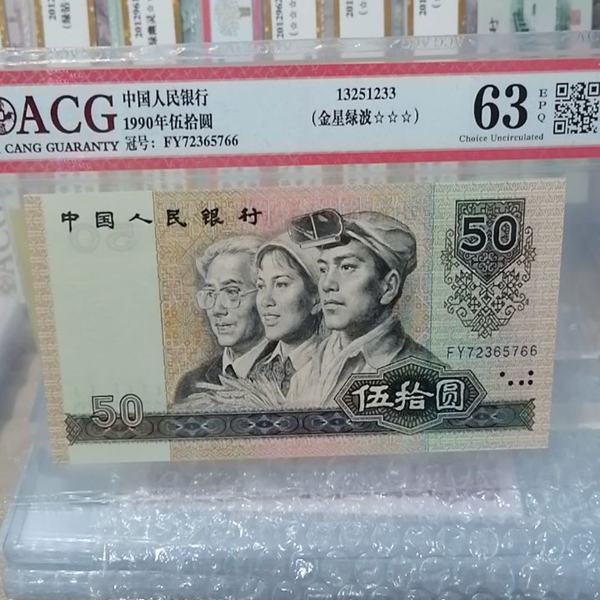 ACG
CANG GUARANTY
中国人民银行
1990年伍拾圆
冠号: FY72365766
13251233
(金星绿波☆☆☆)
63
EPQ
Choice Uncirculated
中国人民银行
50
FY72365766
50
伍拾圆